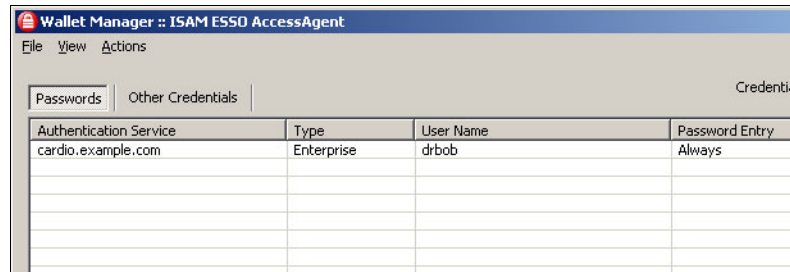 Wallet Manager :: ISAM ESSO AccessAgent
File View Actions
Passwords Other Credentials Credenti
Authentication Service Type User Name Password Entry
cardio.example.com Enterprise drbob Always